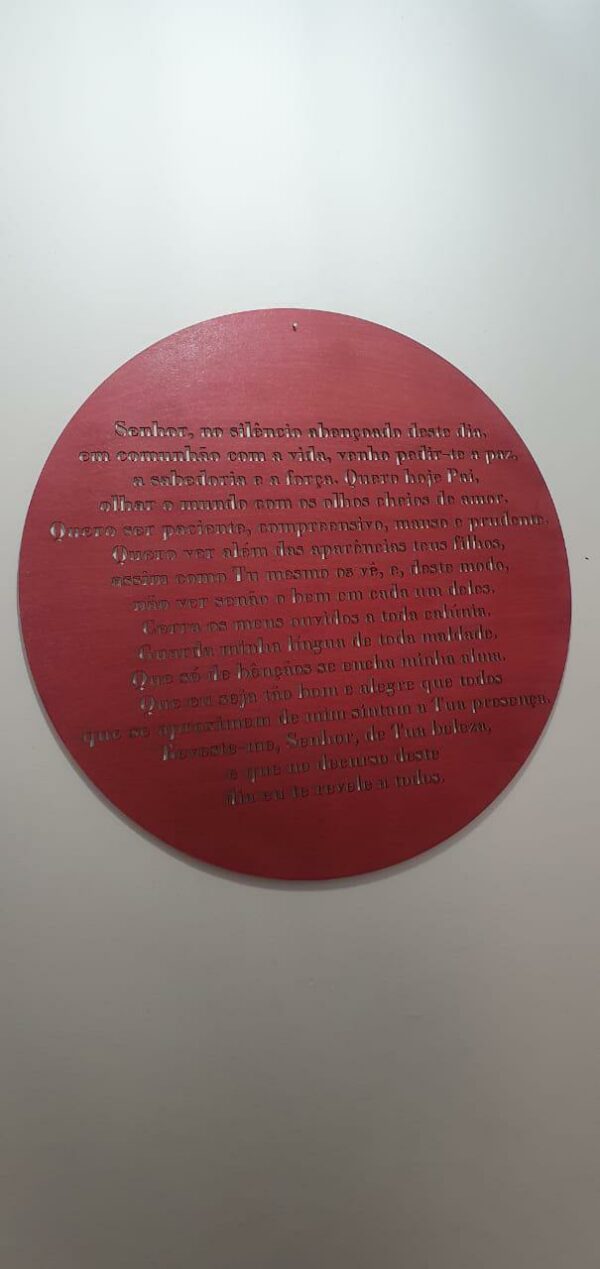 Senhor, no silêncio abençoado deste dia,
em comunhão com a vida, venho pedir-te a paz,
a sabedoria e a força. Quero hoje Pai,
olhar o mundo com os olhos cheios de amor.
Quero ser paciente, compreensivo, manso e prudente.
Quero ver além das aparências teus filhos,
assim como Tu mesmo os vê, e, deste modo,
não ver senão o bem em cada um deles.
Cerra os meus ouvidos a toda calúnia.
Guarda minha língua de toda maldade.
Que só de bênçãos se encha minha alma.
Que eu seja tão bom e alegre que todos
que se aproximem de mim sintam a Tua presença.
Reveste-me, Senhor, de Tua beleza,
e que no decurso deste
dia eu te revele a todos.